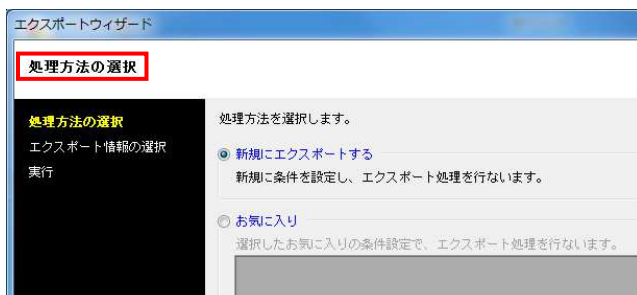 エクスポートウィザード
処理方法の選択
処理方法の選択
エクスポート情報の選択
実行
処理方法を選択します。
新規にエクスポートする
新規に条件を設定し、エクスポート処理を行ないます。
お気に入り
選択したお気に入りの条件設定で、エクスポート処理を行ないます。